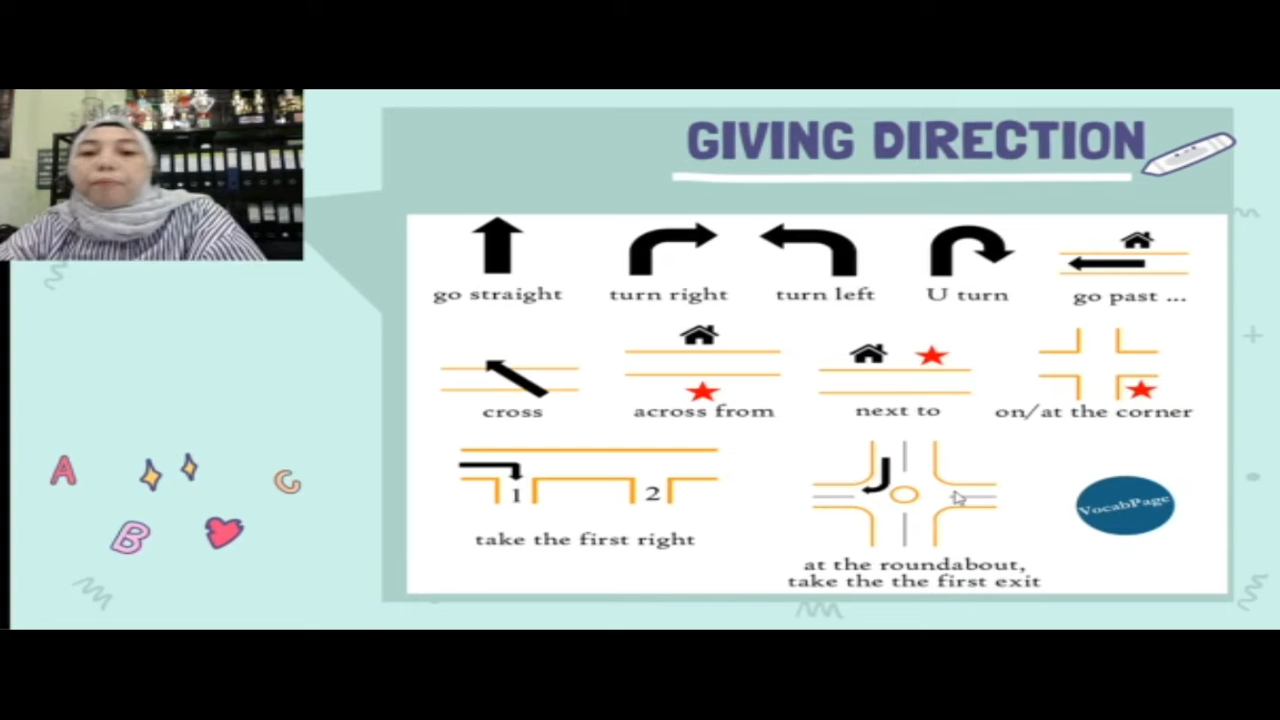 GIVING DIRECTION
go straight
turn right
turn left
U turn
go past ...
cross
across from
next to
on/at the corner
1
2
take the first right
at the roundabout,
take the the first exit
VocabPage
A
B
C